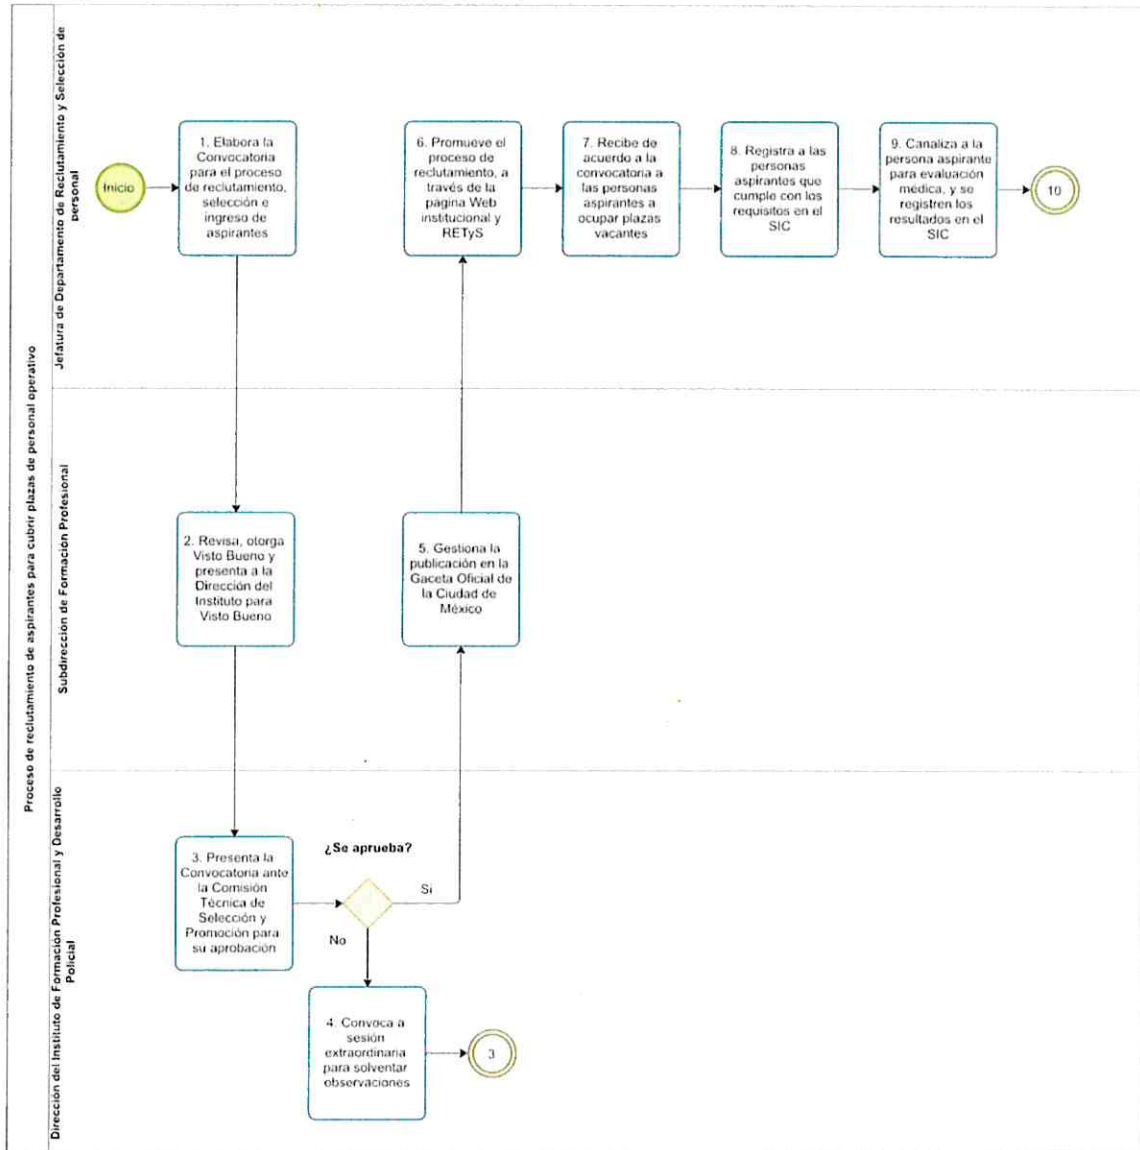 Proceso de reclutamiento de aspirantes para cubrir plazas de personal operativo
Jefatura de Departamento de Reclutamiento y Selección de
personal
Inicio
1. Elabora la
Convocatoria
para el proceso
de reclutamiento,
selección e
ingreso de
aspirantes
6. Promueve el
proceso de
reclutamiento, a
través de la
página Web
institucional y
RETyS
7. Recibe de
acuerdo a la
convocatoria a
las personas
aspirantes a
ocupar plazas
vacantes
8. Registra a las
personas
aspirantes que
cumple con los
requisitos en el
SIC
9. Canaliza a la
persona aspirante
para evaluación
médica, y se
registren los
resultados en el
SIC
10
Subdirección de Formación Profesional
2. Revisa, otorga
Visto Bueno y
presenta a la
Dirección del
Instituto para
Visto Bueno
5. Gestiona la
publicación en la
Gaceta Oficial de
la Ciudad de
México
Dirección del Instituto de Formación Profesional y Desarrollo
Policial
3. Presenta la
Convocatoria ante
la Comisión
Técnica de
Selección y
Promoción para
su aprobación
¿Se aprueba?
Si
No
4. Convoca a
sesión
extraordinaria
para solventar
observaciones
3